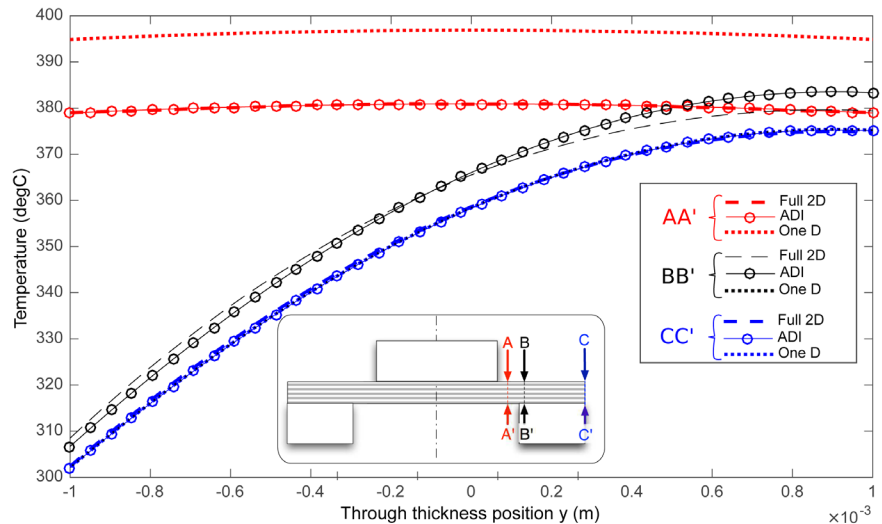 400
390
380
370
360
350
340
330
320
310
300
Temperature (degC)
-1 -0.8 -0.6 -0.4 -0.2 0 0.2 0.4 0.6 0.8 1
Through thickness position y (m)
×10⁻³
AA'
Full 2D
ADI
One D
BB'
Full 2D
ADI
One D
CC'
Full 2D
ADI
One D
A B C
A' B' C'